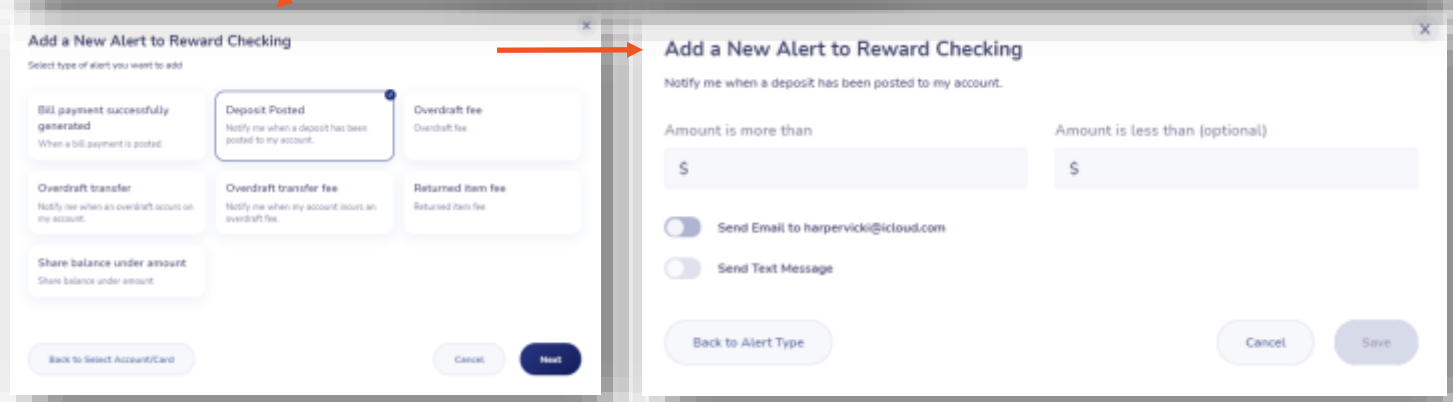 Add a New Alert to Reward Checking
Select type of alert you want to add
Bill payment successfully
generated
When a bill payment is posted.
Deposit Posted
Notify me when a deposit has been
posted to my account.
Overdraft fee
Overdraft fee
Overdraft transfer
Notify me when an overdraft occurs on
my account.
Overdraft transfer fee
Notify me when my account incurs an
overdraft fee.
Returned item fee
Returned item fee
Share balance under amount
Share balance under amount
Back to Select Account/Card
Cancel
Next
Add a New Alert to Reward Checking
Notify me when a deposit has been posted to my account.
Amount is more than
$
Amount is less than (optional)
$
Send Email to harpervicki@icloud.com
Send Text Message
Back to Alert Type
Cancel
Save